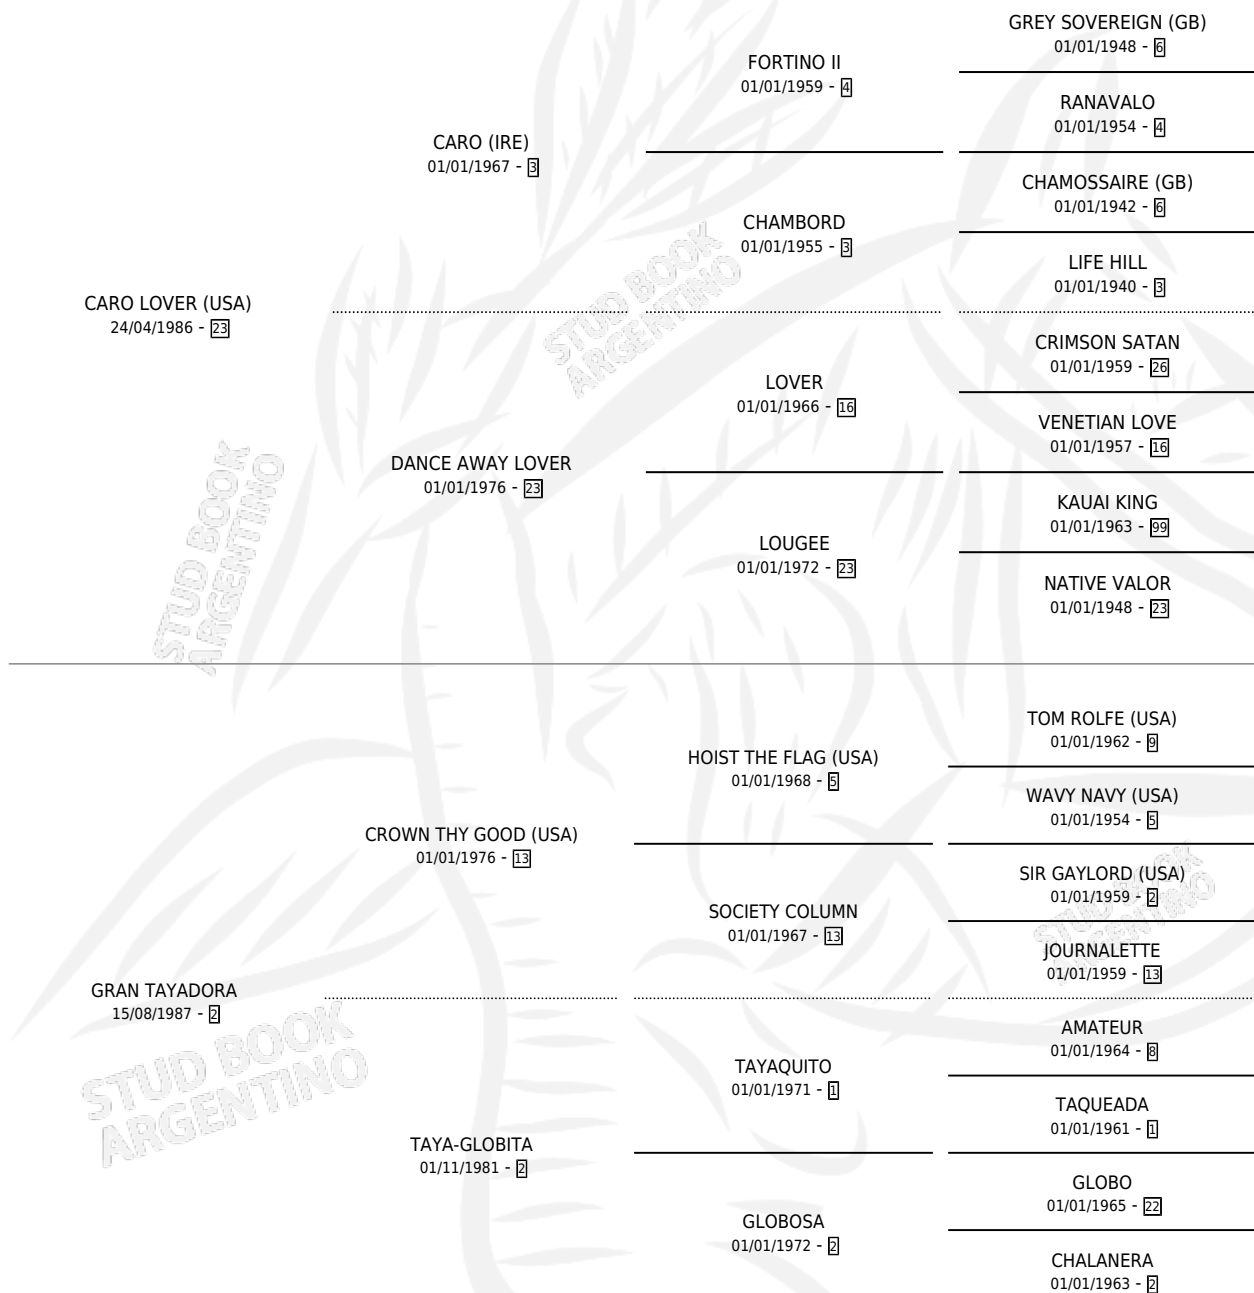 GREY SOVEREIGN (GB)
01/01/1948 - 6
FORTINO II
01/01/1959 - 4
RANAVALO
01/01/1954 - 4
CARO (IRE)
01/01/1967 - 3
CHAMOSSAIRE (GB)
01/01/1942 - 6
CHAMBORD
01/01/1955 - 3
LIFE HILL
01/01/1940 - 3
CARO LOVER (USA)
24/04/1986 - 23
CRIMSON SATAN
01/01/1959 - 26
LOVER
01/01/1966 - 16
VENETIAN LOVE
01/01/1957 - 16
DANCE AWAY LOVER
01/01/1976 - 23
KAUAI KING
01/01/1963 - 99
LOUGEE
01/01/1972 - 23
NATIVE VALOR
01/01/1948 - 23
TOM ROLFE (USA)
01/01/1962 - 9
HOIST THE FLAG (USA)
01/01/1968 - 5
WAVY NAVY (USA)
01/01/1954 - 5
CROWN THY GOOD (USA)
01/01/1976 - 13
SIR GAYLORD (USA)
01/01/1959 - 2
SOCIETY COLUMN
01/01/1967 - 13
JOURNALETTE
01/01/1959 - 13
GRAN TAYADORA
15/08/1987 - 2
AMATEUR
01/01/1964 - 8
TAYAQUITO
01/01/1971 - 1
TAQUEADA
01/01/1961 - 1
TAYA-GLOBITA
01/11/1981 - 2
GLOBO
01/01/1965 - 22
GLOBOSA
01/01/1972 - 2
CHALANERA
01/01/1963 - 2
STUD BOOK
ARGENTINO
STUD BOOK
ARGENTINO
STUD BOOK
ARGENTINO
STUD BOOK
ARGENTINO